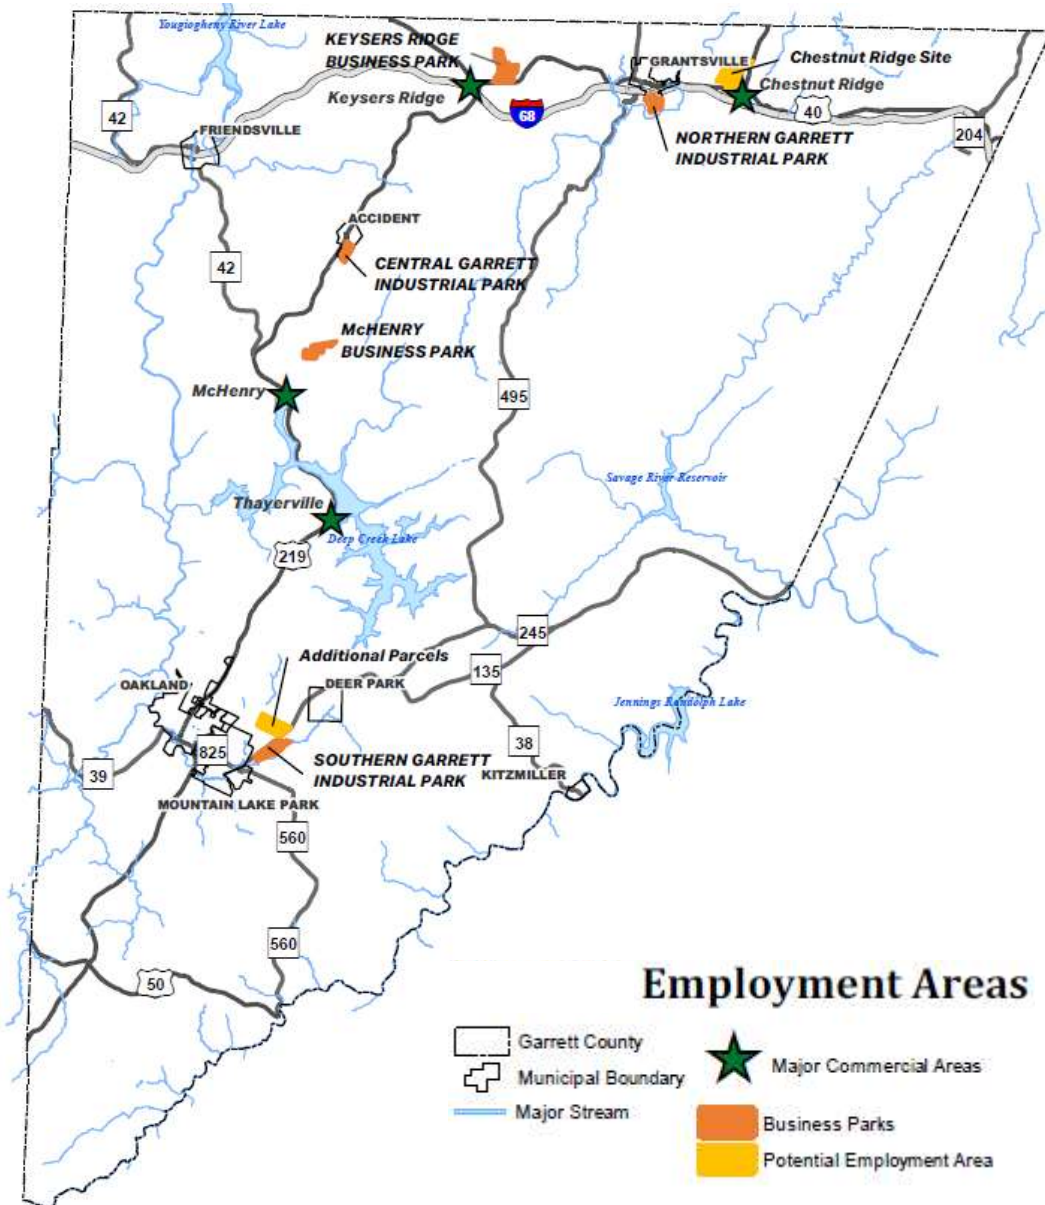 Yougiogheny River Lake
KEYSERS RIDGE
BUSINESS PARK
Keysers Ridge
68
GRANTSVILLE
Chestnut Ridge Site
Chestnut Ridge
40
42
FRIENDSVILLE
204
NORTHERN GARRETT
INDUSTRIAL PARK
ACCIDENT
CENTRAL GARRETT
INDUSTRIAL PARK
42
McHENRY
BUSINESS PARK
McHenry
495
Savage River Reservoir
Thayerville
Deep Creek Lake
219
245
Additional Parcels
135
OAKLAND
DEER PARK
Jennings Randolph Lake
825
38
SOUTHERN GARRETT
INDUSTRIAL PARK
39
KITZMILLER
MOUNTAIN LAKE PARK
560
560
50
Employment Areas
Garrett County
Municipal Boundary
Major Stream
Major Commercial Areas
Business Parks
Potential Employment Area